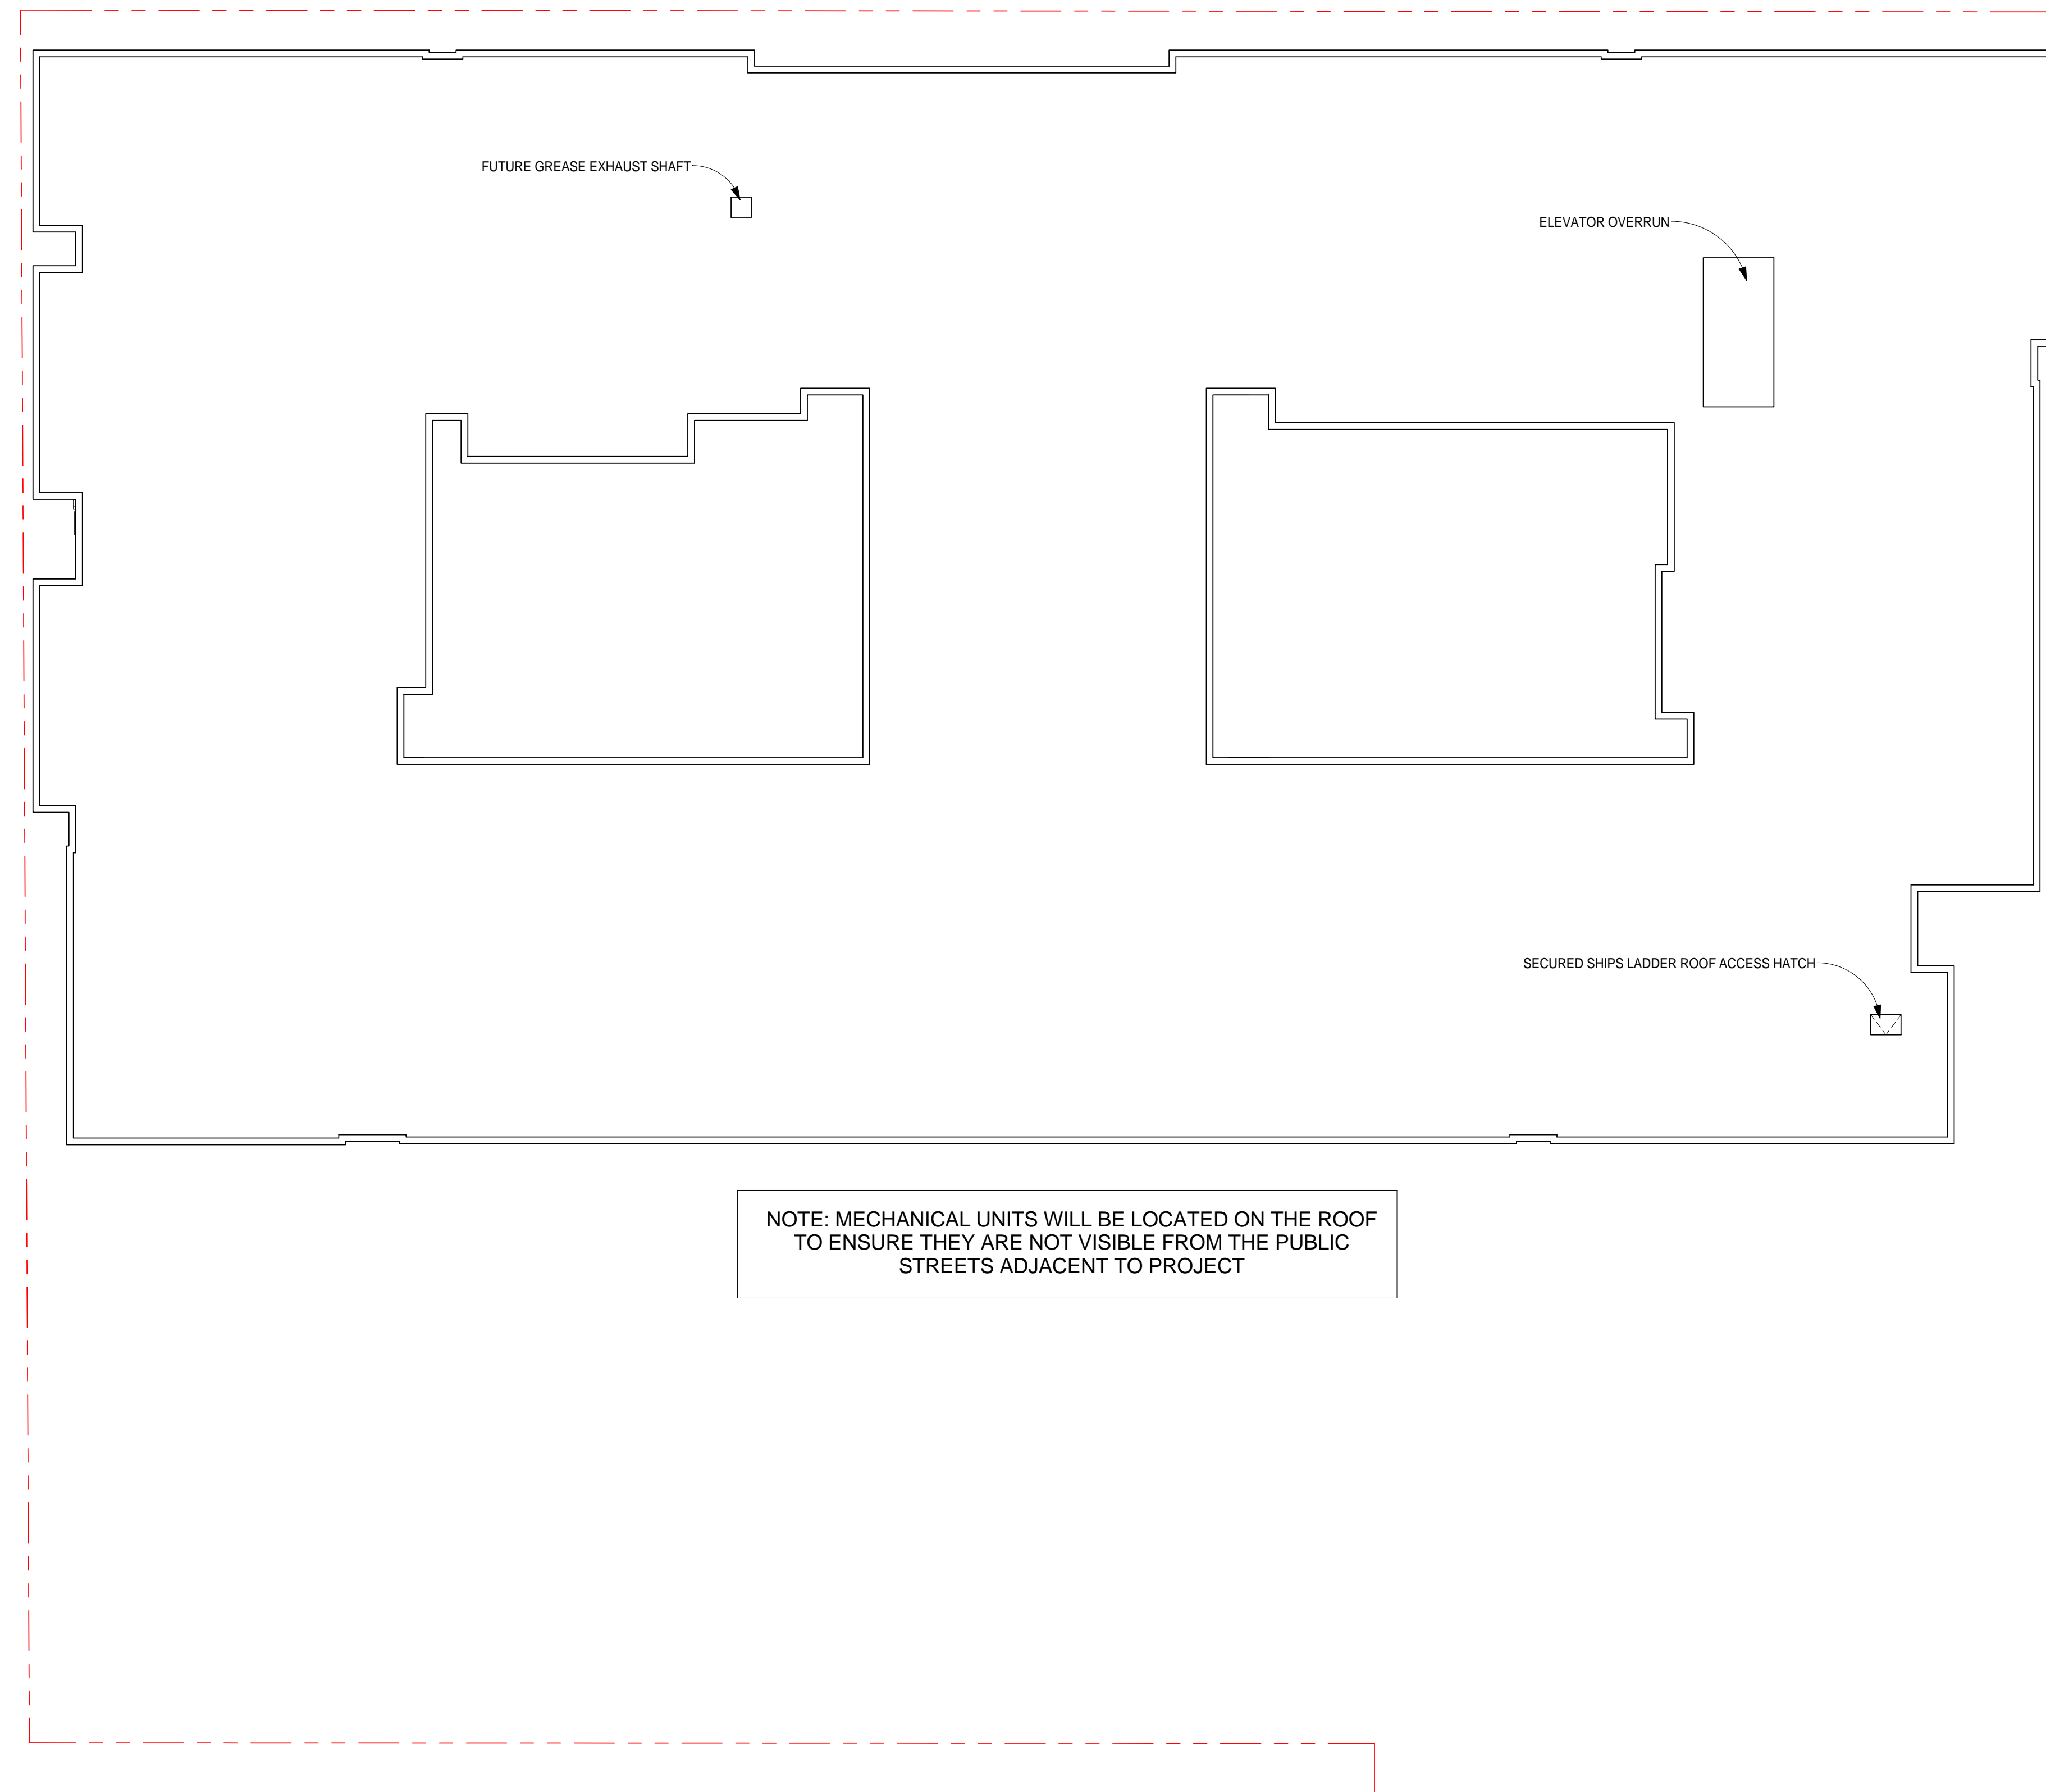 FUTURE GREASE EXHAUST SHAFT
ELEVATOR OVERRUN
SECURED SHIPS LADDER ROOF ACCESS HATCH
NOTE: MECHANICAL UNITS WILL BE LOCATED ON THE ROOF
TO ENSURE THEY ARE NOT VISIBLE FROM THE PUBLIC
STREETS ADJACENT TO PROJECT